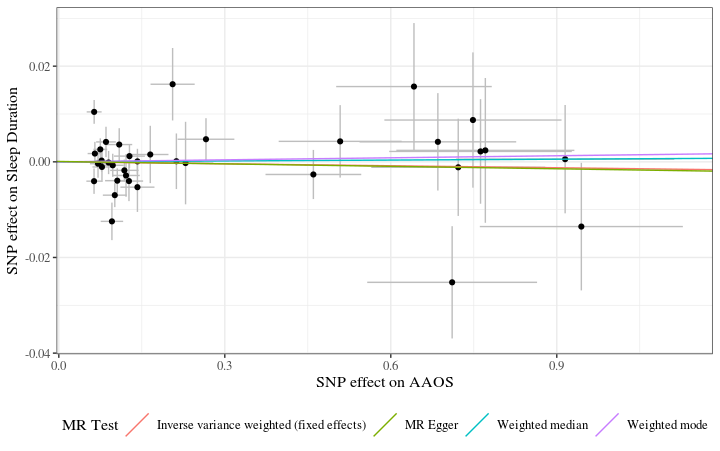 SNP effect on Sleep Duration
0.02
0.00
-0.02
-0.04
0.0 0.3 0.6 0.9
SNP effect on AAOS
MR Test Inverse variance weighted (fixed effects) MR Egger Weighted median Weighted mode